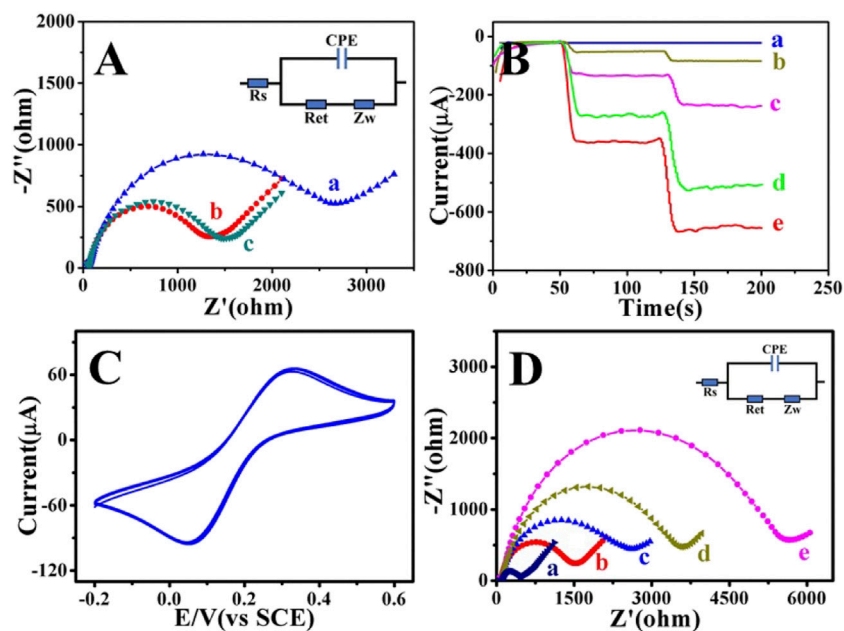 A
CPE
Rs
Ret
Zw
a
b
c
2000
1500
1000
500
0
-Z"(ohm)
0
1000
2000
3000
Z'(ohm)
B
a
b
c
d
e
0
-200
-400
-600
-800
Current(μA)
0
50
100
150
200
250
Time(s)
C
60
0
-60
-120
Current(μA)
-0.2
0.0
0.2
0.4
0.6
E/V(vs SCE)
D
CPE
Rs
Ret
Zw
a
b
c
d
e
3000
2000
1000
0
-Z"(ohm)
0
1500
3000
4500
6000
Z'(ohm)